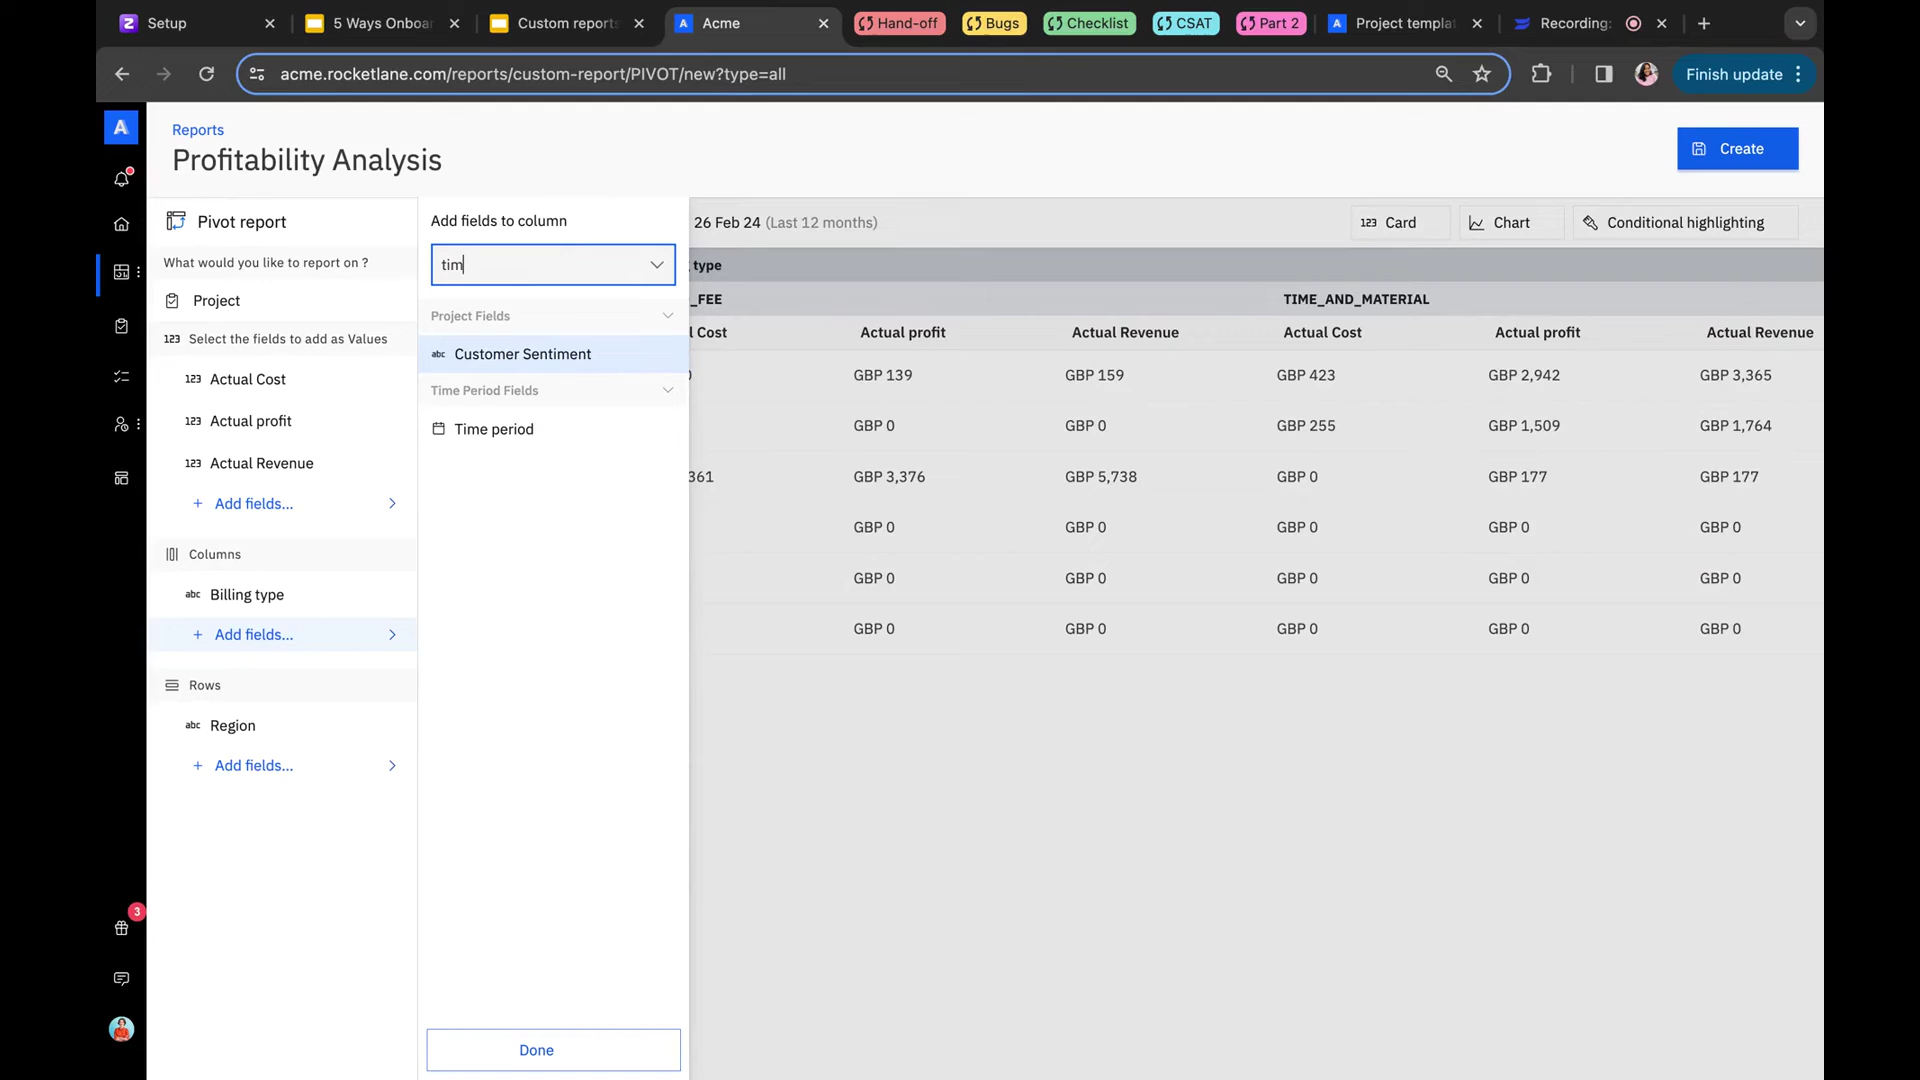 Setup
5 Ways Onboa
Custom reports
Acme
Hand-off
Bugs
Checklist
CSAT
Part 2
Project templa
Recording:
acme.rocketlane.com/reports/custom-report/PIVOT/new?type=all
Finish update
A
Reports
Profitability Analysis
Create
Pivot report
What would you like to report on ?
Project
123 Select the fields to add as Values
123 Actual Cost
123 Actual profit
123 Actual Revenue
+ Add fields...
Columns
abc Billing type
+ Add fields...
Rows
abc Region
+ Add fields...
Add fields to column
tim
Project Fields
abc Customer Sentiment
Time Period Fields
Time period
Done
26 Feb 24 (Last 12 months)
123 Card
Chart
Conditional highlighting
type
_FEE TIME_AND_MATERIAL
l Cost Actual profit Actual Revenue Actual Cost Actual profit Actual Revenue
GBP 139 GBP 159 GBP 423 GBP 2,942 GBP 3,365
GBP 0 GBP 0 GBP 255 GBP 1,509 GBP 1,764
361 GBP 3,376 GBP 5,738 GBP 0 GBP 177 GBP 177
GBP 0 GBP 0 GBP 0 GBP 0 GBP 0
GBP 0 GBP 0 GBP 0 GBP 0 GBP 0
GBP 0 GBP 0 GBP 0 GBP 0 GBP 0
3